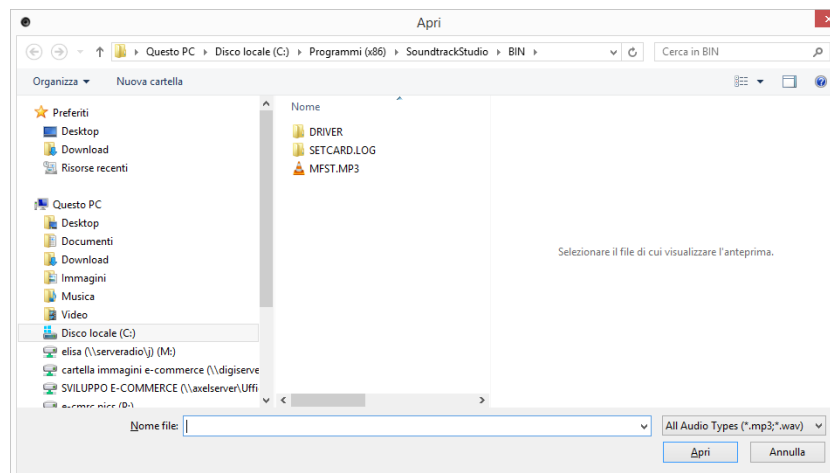 Apri
Questo PC Disco locale (C:) Programmi (x86) SoundtrackStudio BIN
Cerca in BIN
Organizza Nuova cartella
Preferiti
Desktop
Download
Risorse recenti
Questo PC
Desktop
Documenti
Download
Immagini
Musica
Video
Disco locale (C:)
elisa (\\serveradio\j) (M:)
cartella immagini e-commerce (\\digiserve
SVILUPPO E-COMMERCE (\\axelserver\Uffi
e-cmrc pics (P:)
Nome
DRIVER
SETCARD.LOG
MFST.MP3
Selezionare il file di cui visualizzare l'anteprima.
Nome file:
All Audio Types (*.mp3;*.wav)
Apri Annulla